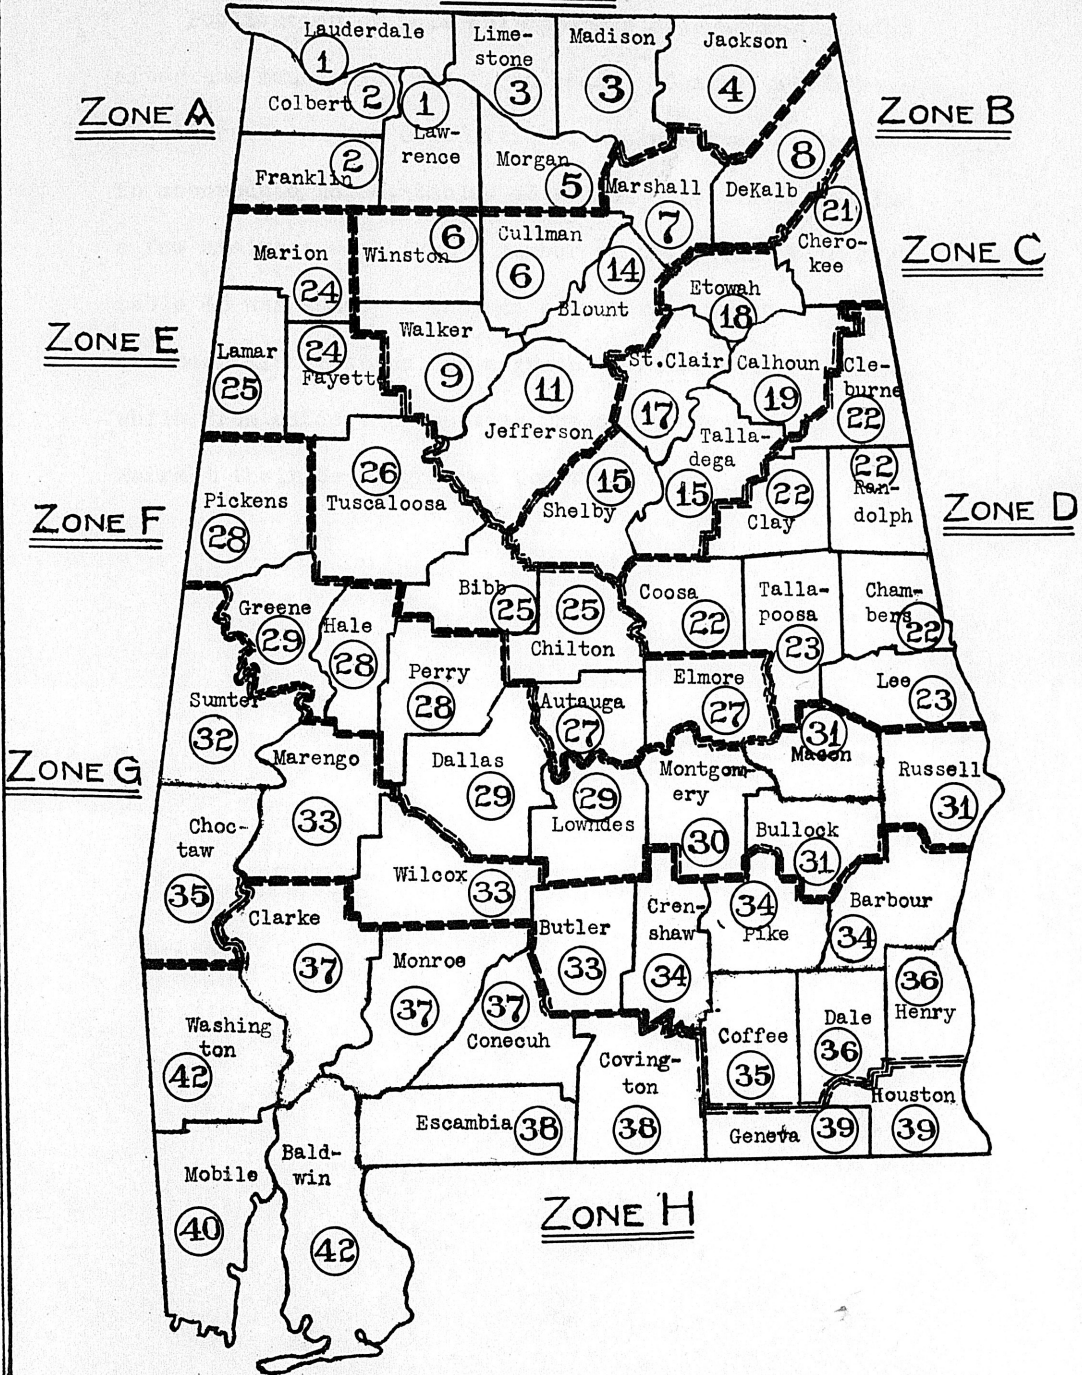 Lauderdale
1
Lime-
stone
3
Madison
3
Jackson
4
ZONE A
Colbert
2
1
Law-
rence
ZONE B
Franklin
2
Morgan
5
Marshall
7
DeKalb
8
21
Chero-
kee
ZONE C
Marion
24
Winston
6
Cullman
6
14
Blount
Etowah
18
ZONE E
Lamar
25
24
Fayette
Walker
9
11
Jefferson
St.Clair
17
Calhoun
19
Cle-
burne
22
Talla-
dega
15
15
Shelby
22
Clay
22
Ran-
dolph
ZONE D
ZONE F
Pickens
28
26
Tuscaloosa
Greene
29
Hale
28
Bibb
25
25
Chilton
Coosa
22
Talla-
poosa
23
Cham-
bers
22
Perry
28
Autauga
27
Elmore
27
Lee
23
Sumter
32
ZONE G
Marengo
33
Dallas
29
29
Lowndes
Montgom-
ery
30
31
Macon
Russell
31
Bullock
31
Choc-
taw
35
Wilcox
33
Clarke
37
Butler
33
Cren-
shaw
34
34
Pike
Barbour
34
Monroe
37
37
Conecuh
36
Henry
Washing
ton
42
Coving-
ton
38
Coffee
35
Dale
36
Houston
39
Escambia
38
Geneva
39
Mobile
40
Bald-
win
42
ZONE H